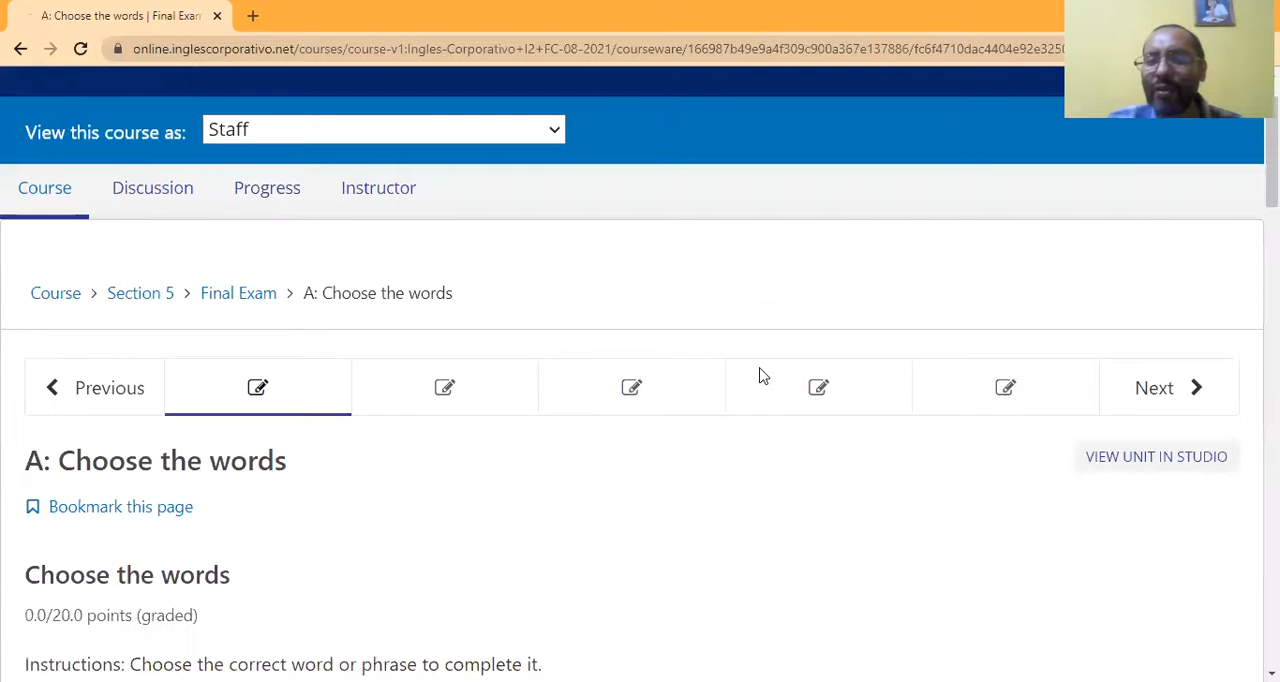 A: Choose the words | Final Exam
online.inglescorporativo.net/courses/course-v1:Ingles-Corporativo+I2+FC-08-2021/courseware/166987b49e9a4f309c900a367e137886/fc6f4710dac4404e92e3250
View this course as: Staff
Course Discussion Progress Instructor
Course > Section 5 > Final Exam > A: Choose the words
Previous Next
A: Choose the words
VIEW UNIT IN STUDIO
Bookmark this page
Choose the words
0.0/20.0 points (graded)
Instructions: Choose the correct word or phrase to complete it.